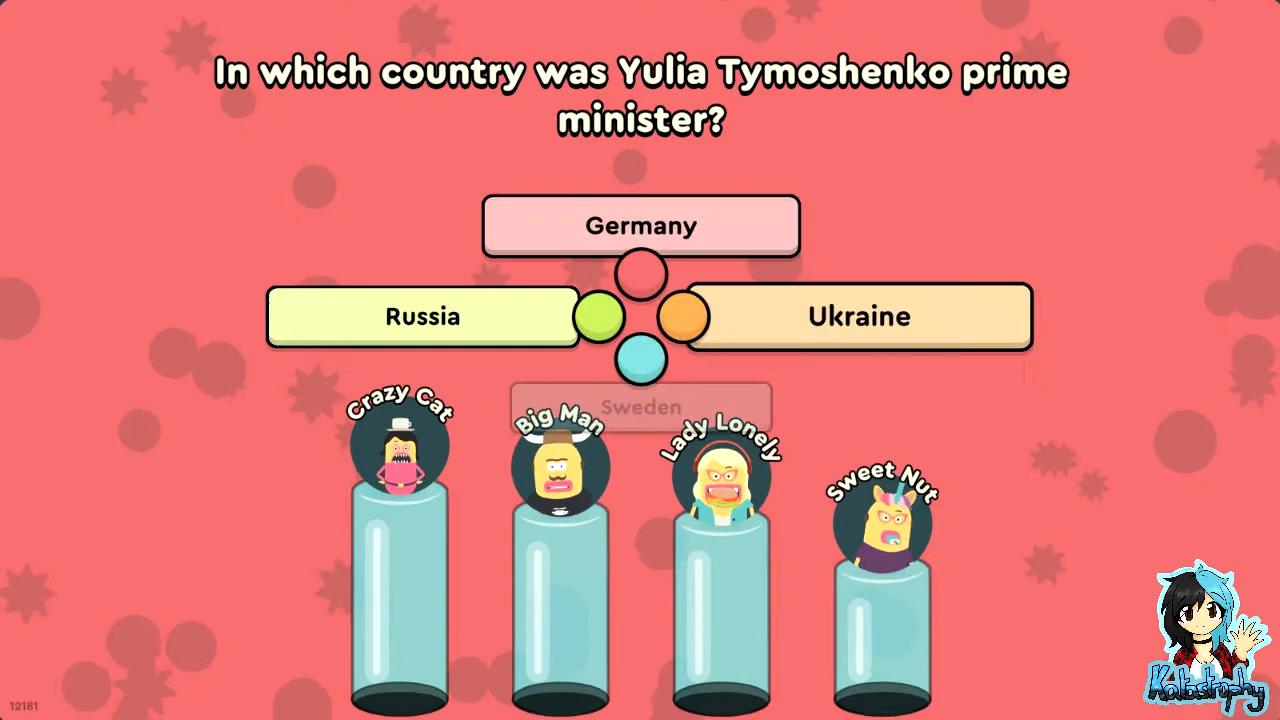 In which country was Yulia Tymoshenko prime
minister?
Germany
Russia
Ukraine
Sweden
Crazy Cat
Big Man
Lady Lonely
Sweet Nut
12181
Katastrophy